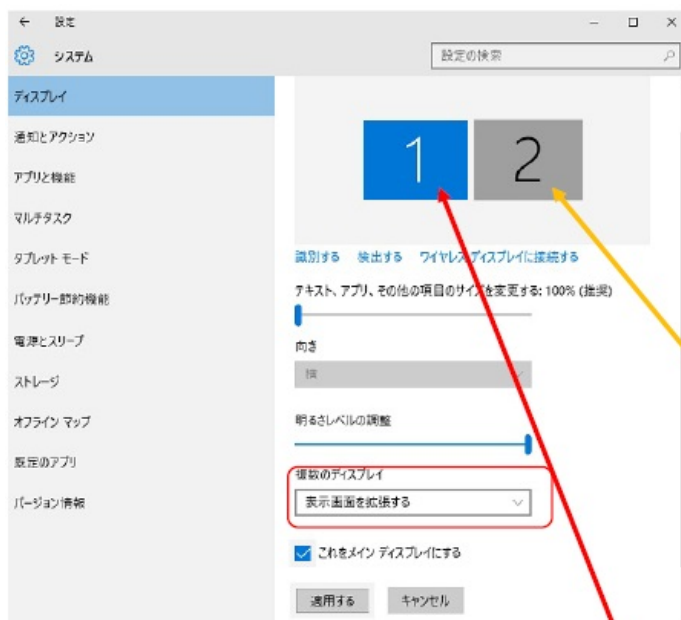 ← 設定
システム
設定の検索
ディスプレイ
通知とアクション
アプリと機能
マルチタスク
タブレット モード
バッテリー節約機能
電源とスリープ
ストレージ
オフライン マップ
既定のアプリ
バージョン情報
1 2
識別する 検出する ワイヤレス ディスプレイに接続する
テキスト、アプリ、その他の項目のサイズを変更する: 100% (推奨)
向き
横
明るさレベルの調整
複数のディスプレイ
表示画面を拡張する
これをメイン ディスプレイにする
適用する キャンセル